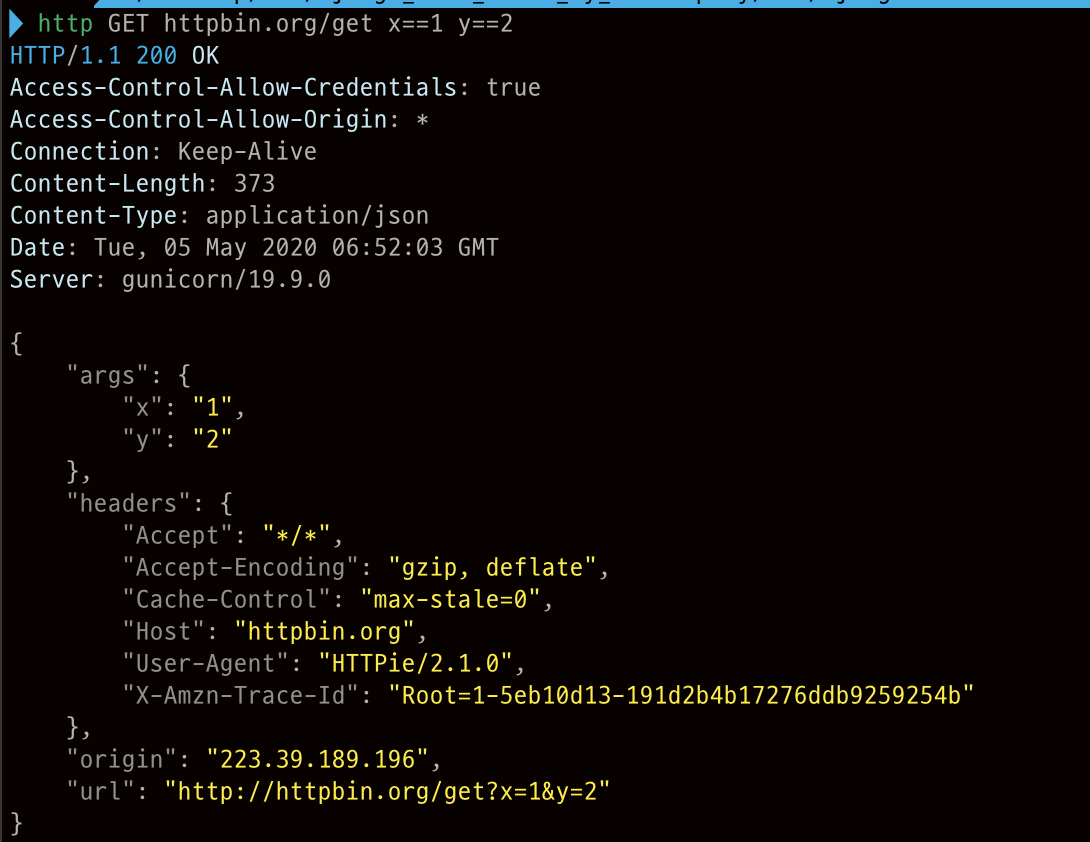 http GET httpbin.org/get x==1 y==2
HTTP/1.1 200 OK
Access-Control-Allow-Credentials: true
Access-Control-Allow-Origin: *
Connection: Keep-Alive
Content-Length: 373
Content-Type: application/json
Date: Tue, 05 May 2020 06:52:03 GMT
Server: gunicorn/19.9.0

{
    "args": {
        "x": "1",
        "y": "2"
    },
    "headers": {
        "Accept": "*/*",
        "Accept-Encoding": "gzip, deflate",
        "Cache-Control": "max-stale=0",
        "Host": "httpbin.org",
        "User-Agent": "HTTPie/2.1.0",
        "X-Amzn-Trace-Id": "Root=1-5eb10d13-191d2b4b17276ddb9259254b"
    },
    "origin": "223.39.189.196",
    "url": "http://httpbin.org/get?x=1&y=2"
}